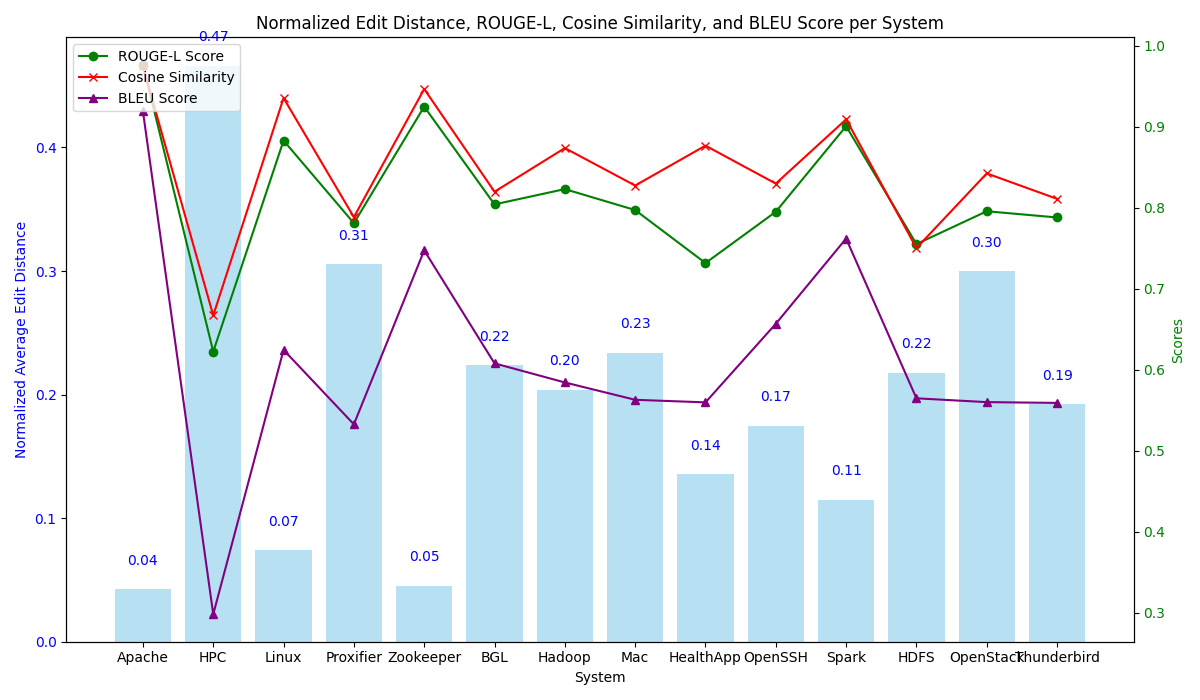 Normalized Edit Distance, ROUGE-L, Cosine Similarity, and BLEU Score per System
ROUGE-L Score
Cosine Similarity
BLEU Score
Normalized Average Edit Distance
0.4
0.3
0.2
0.1
0.0
0.04
0.47
0.07
0.31
0.05
0.22
0.20
0.23
0.14
0.17
0.11
0.22
0.30
0.19
1.0
0.9
0.8
0.7
0.6
0.5
0.4
0.3
Scores
Apache
HPC
Linux
Proxifier
Zookeeper
BGL
Hadoop
Mac
HealthApp
OpenSSH
Spark
HDFS
OpenStack
Thunderbird
System